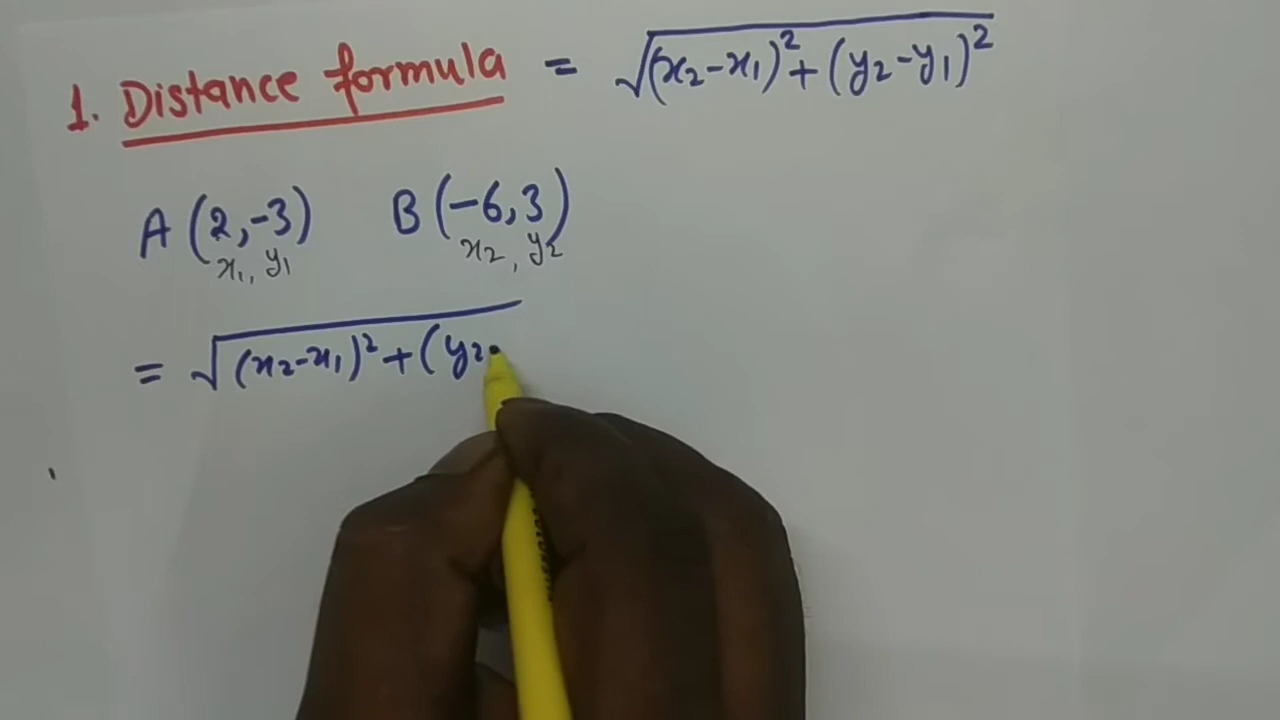 1. Distance formula = √(x₂-x₁)²+(y₂-y₁)²
A (2,-3) B (-6,3)
x₁, y₁ x₂, y₂
= √(x₂-x₁)²+(y₂